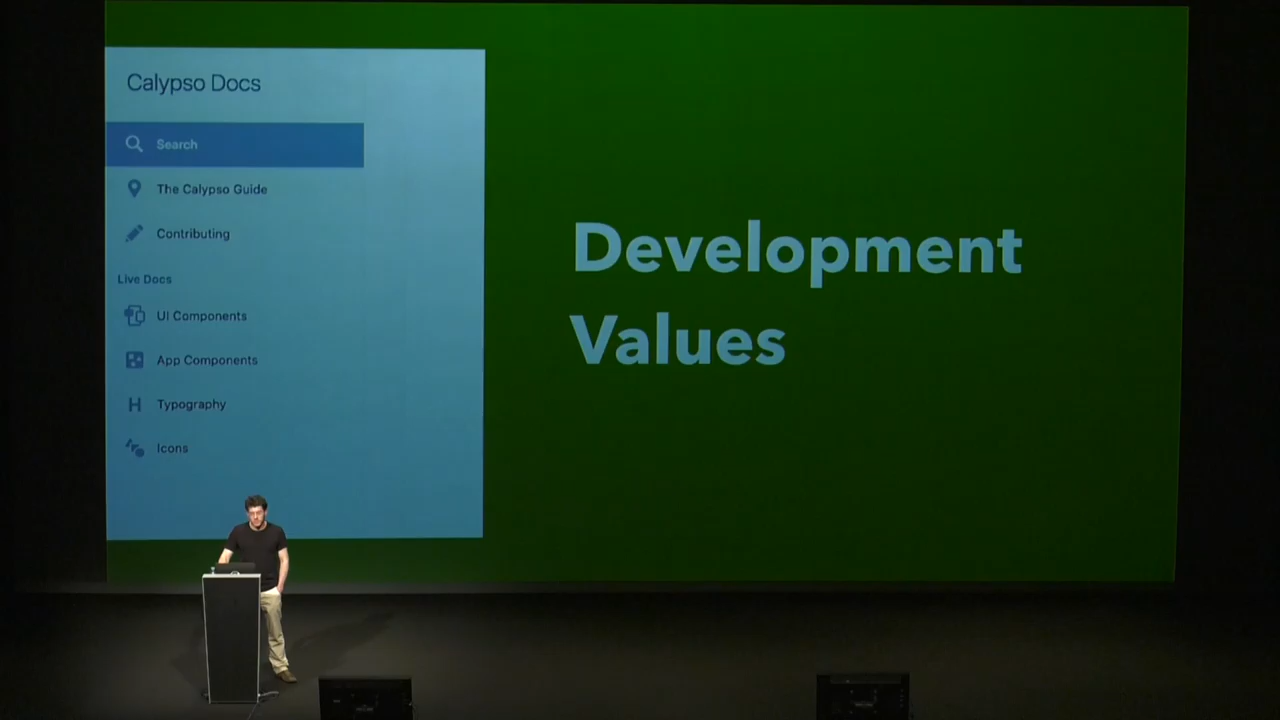 Calypso Docs
Search
The Calypso Guide
Contributing
Live Docs
UI Components
App Components
Typography
Icons
Development
Values